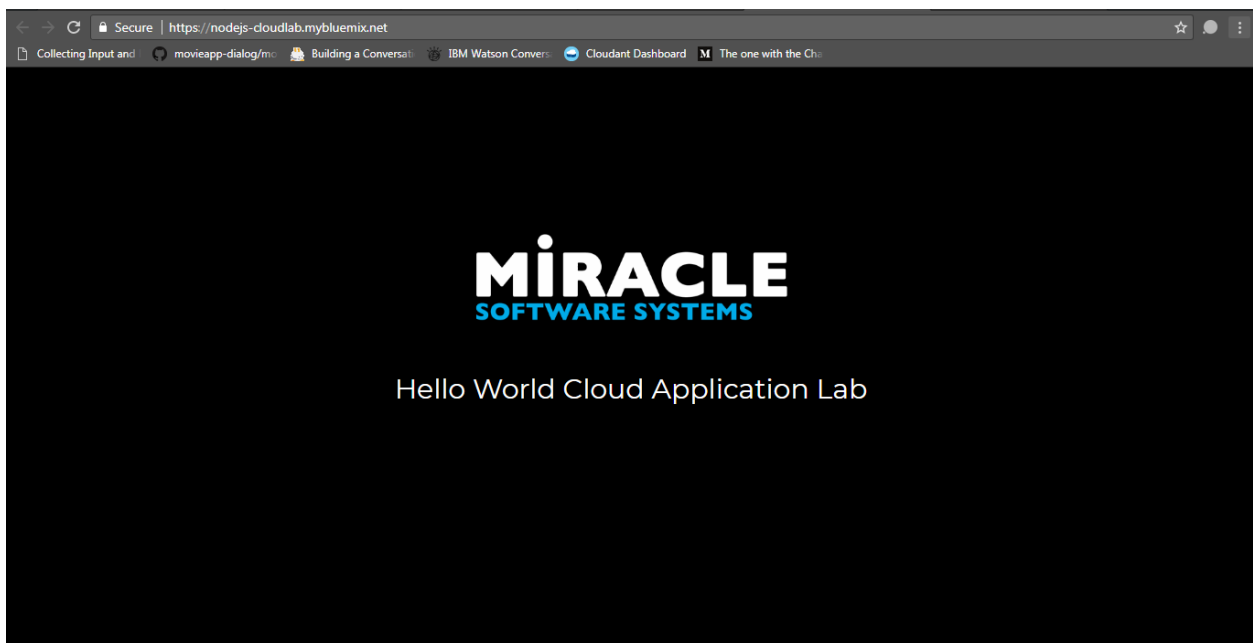 Secure | https://nodejs-cloudlab.mybluemix.net
Collecting Input and movieapp-dialog/mo Building a Conversati IBM Watson Convers Cloudant Dashboard M The one with the Cha
MiRACLE
SOFTWARE SYSTEMS
Hello World Cloud Application Lab